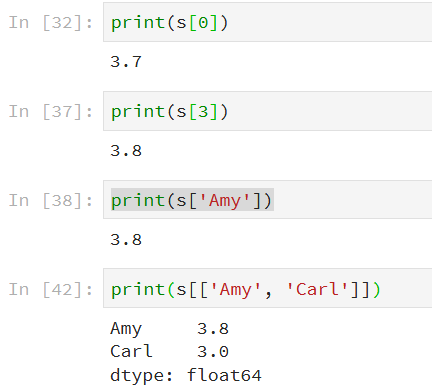 In [32]: print(s[0])
3.7
In [37]: print(s[3])
3.8
In [38]: print(s['Amy'])
3.8
In [42]: print(s[['Amy', 'Carl']])
Amy     3.8
Carl    3.0
dtype: float64